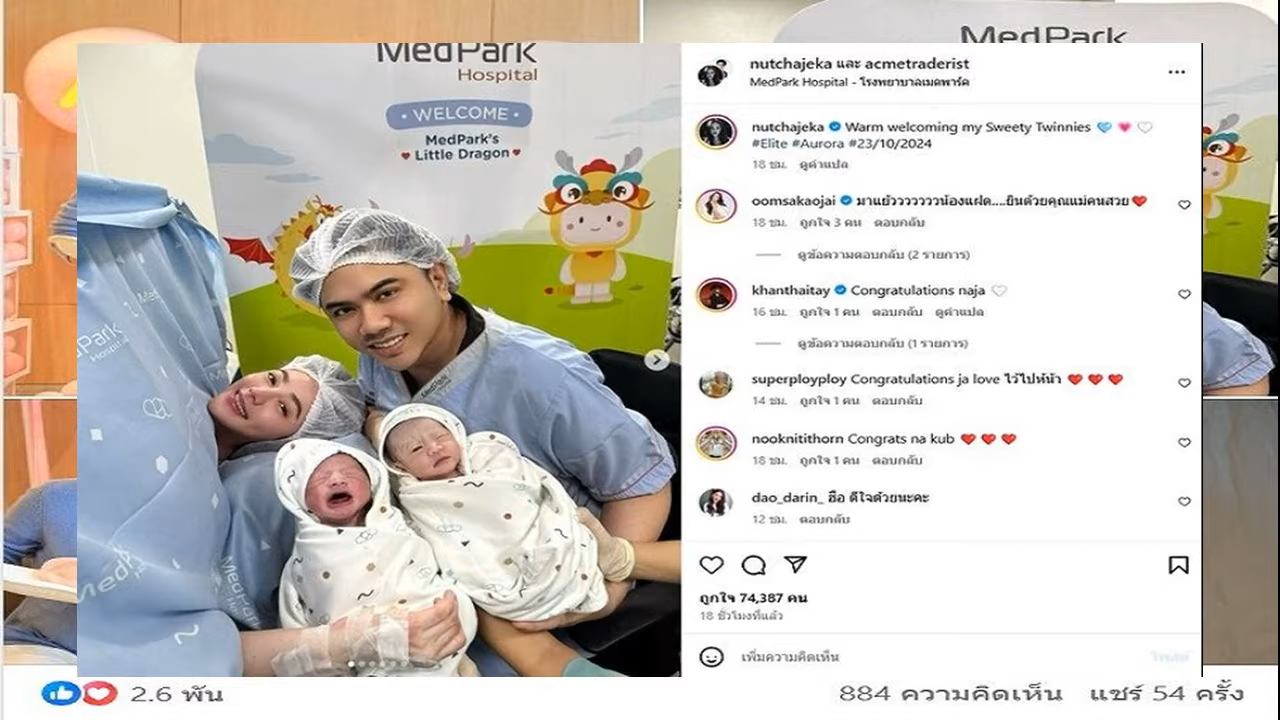 MedPark
MedPark
Hospital
WELCOME
MedPark's
Little Dragon
MedPark
Hospital
nutchajeka และ acmetraderist
MedPark Hospital - โรงพยาบาลเมดพาร์ค
nutchajeka Warm welcoming my Sweety Twinnies
#Elite #Aurora #23/10/2024
18 ชม. ดูคำแปล
oomsakaojai มาแย้วววววววน้องแฝด....ยินด้วยคุณแม่คนสวย
18 ชม. ถูกใจ 3 คน ตอบกลับ
ดูข้อความตอบกลับ (2 รายการ)
khanthaitay Congratulations naja
16 ชม. ถูกใจ 1 คน ตอบกลับ ดูคำแปล
ดูข้อความตอบกลับ (1 รายการ)
superployploy Congratulations ja love ไว้ไปห้น้า
14 ชม. ถูกใจ 1 คน ตอบกลับ
nooknitithorn Congrats na kub
18 ชม. ถูกใจ 1 คน ตอบกลับ
dao_darin_ ฮือ ดีใจด้วยนะคะ
12 ชม. ตอบกลับ
ถูกใจ 74,387 คน
18 ชั่วโมงที่แล้ว
เพิ่มความคิดเห็น
โพสต์
2.6 พัน
884 ความคิดเห็น แชร์ 54 ครั้ง